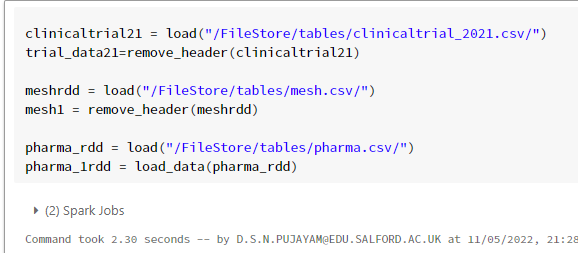 clinicaltrial21 = load("/FileStore/tables/clinicaltrial_2021.csv/")
trial_data21=remove_header(clinicaltrial21)
meshrdd = load("/FileStore/tables/mesh.csv/")
mesh1 = remove_header(meshrdd)
pharma_rdd = load("/FileStore/tables/pharma.csv/")
pharma_1rdd = load_data(pharma_rdd)
(2) Spark Jobs
Command took 2.30 seconds -- by D.S.N.PUJAYAM@EDU.SALFORD.AC.UK at 11/05/2022, 21:28